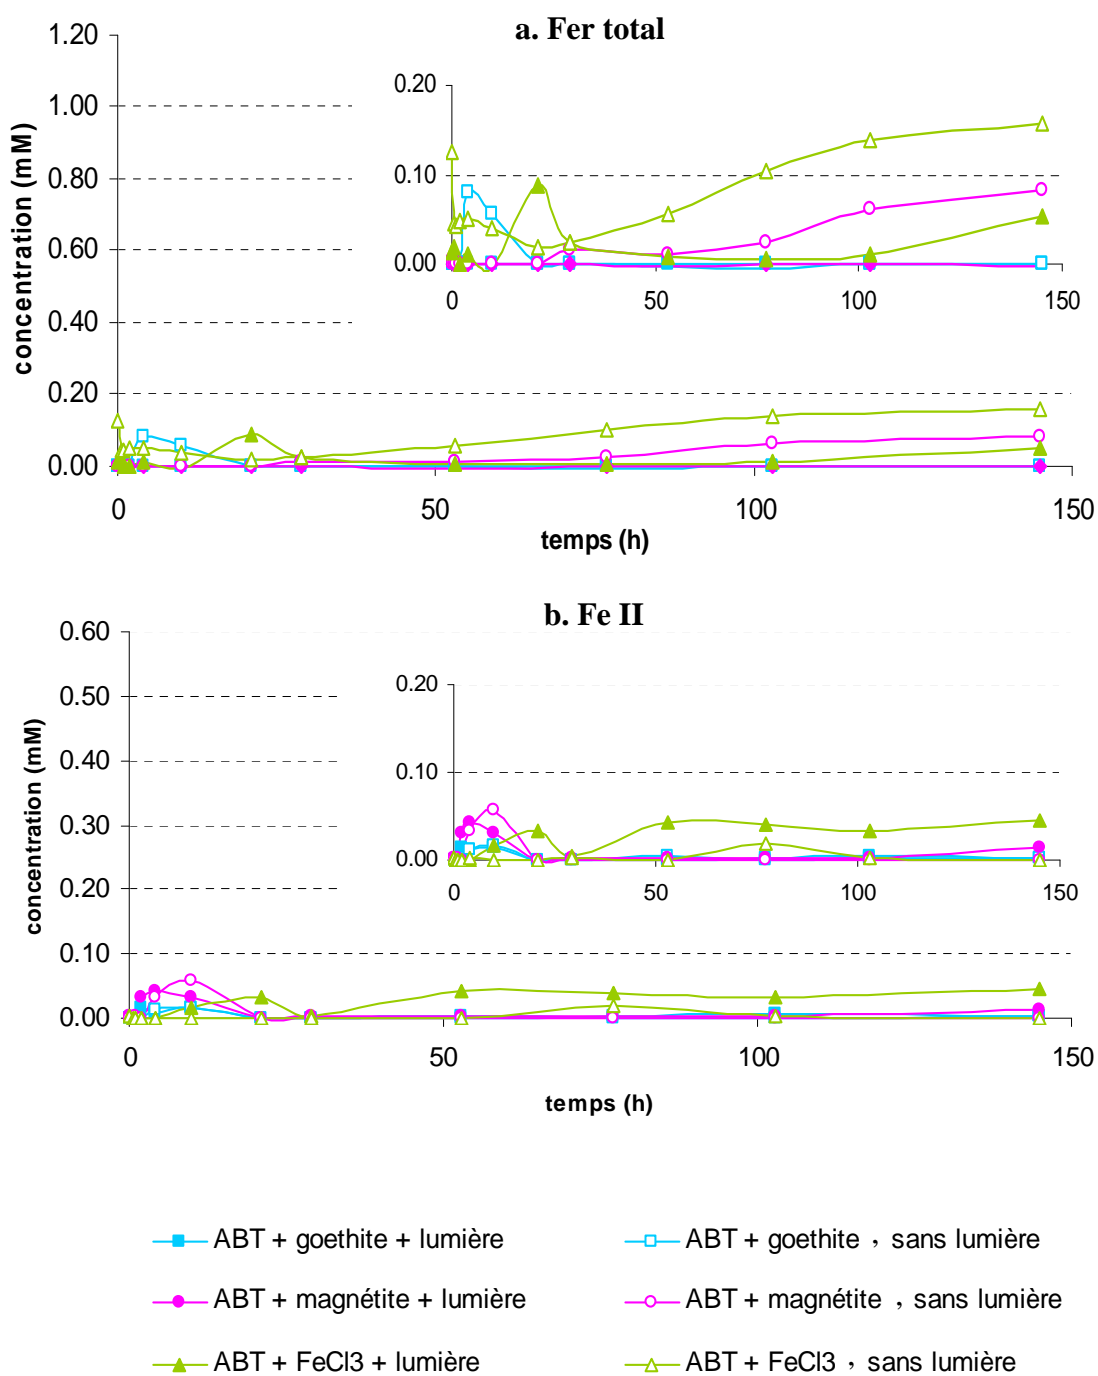 a. Fer total
1.20
1.00
0.80
0.60
0.40
0.20
0.00
concentration (mM)
0.20
0.10
0.00
0 50 100 150
0 50 100 150
temps (h)
b. Fe II
0.60
0.50
0.40
0.30
0.20
0.10
0.00
concentration (mM)
0.20
0.10
0.00
0 50 100 150
0 50 100 150
temps (h)
ABT + goethite + lumière
ABT + goethite , sans lumière
ABT + magnétite + lumière
ABT + magnétite , sans lumière
ABT + FeCl3 + lumière
ABT + FeCl3 , sans lumière